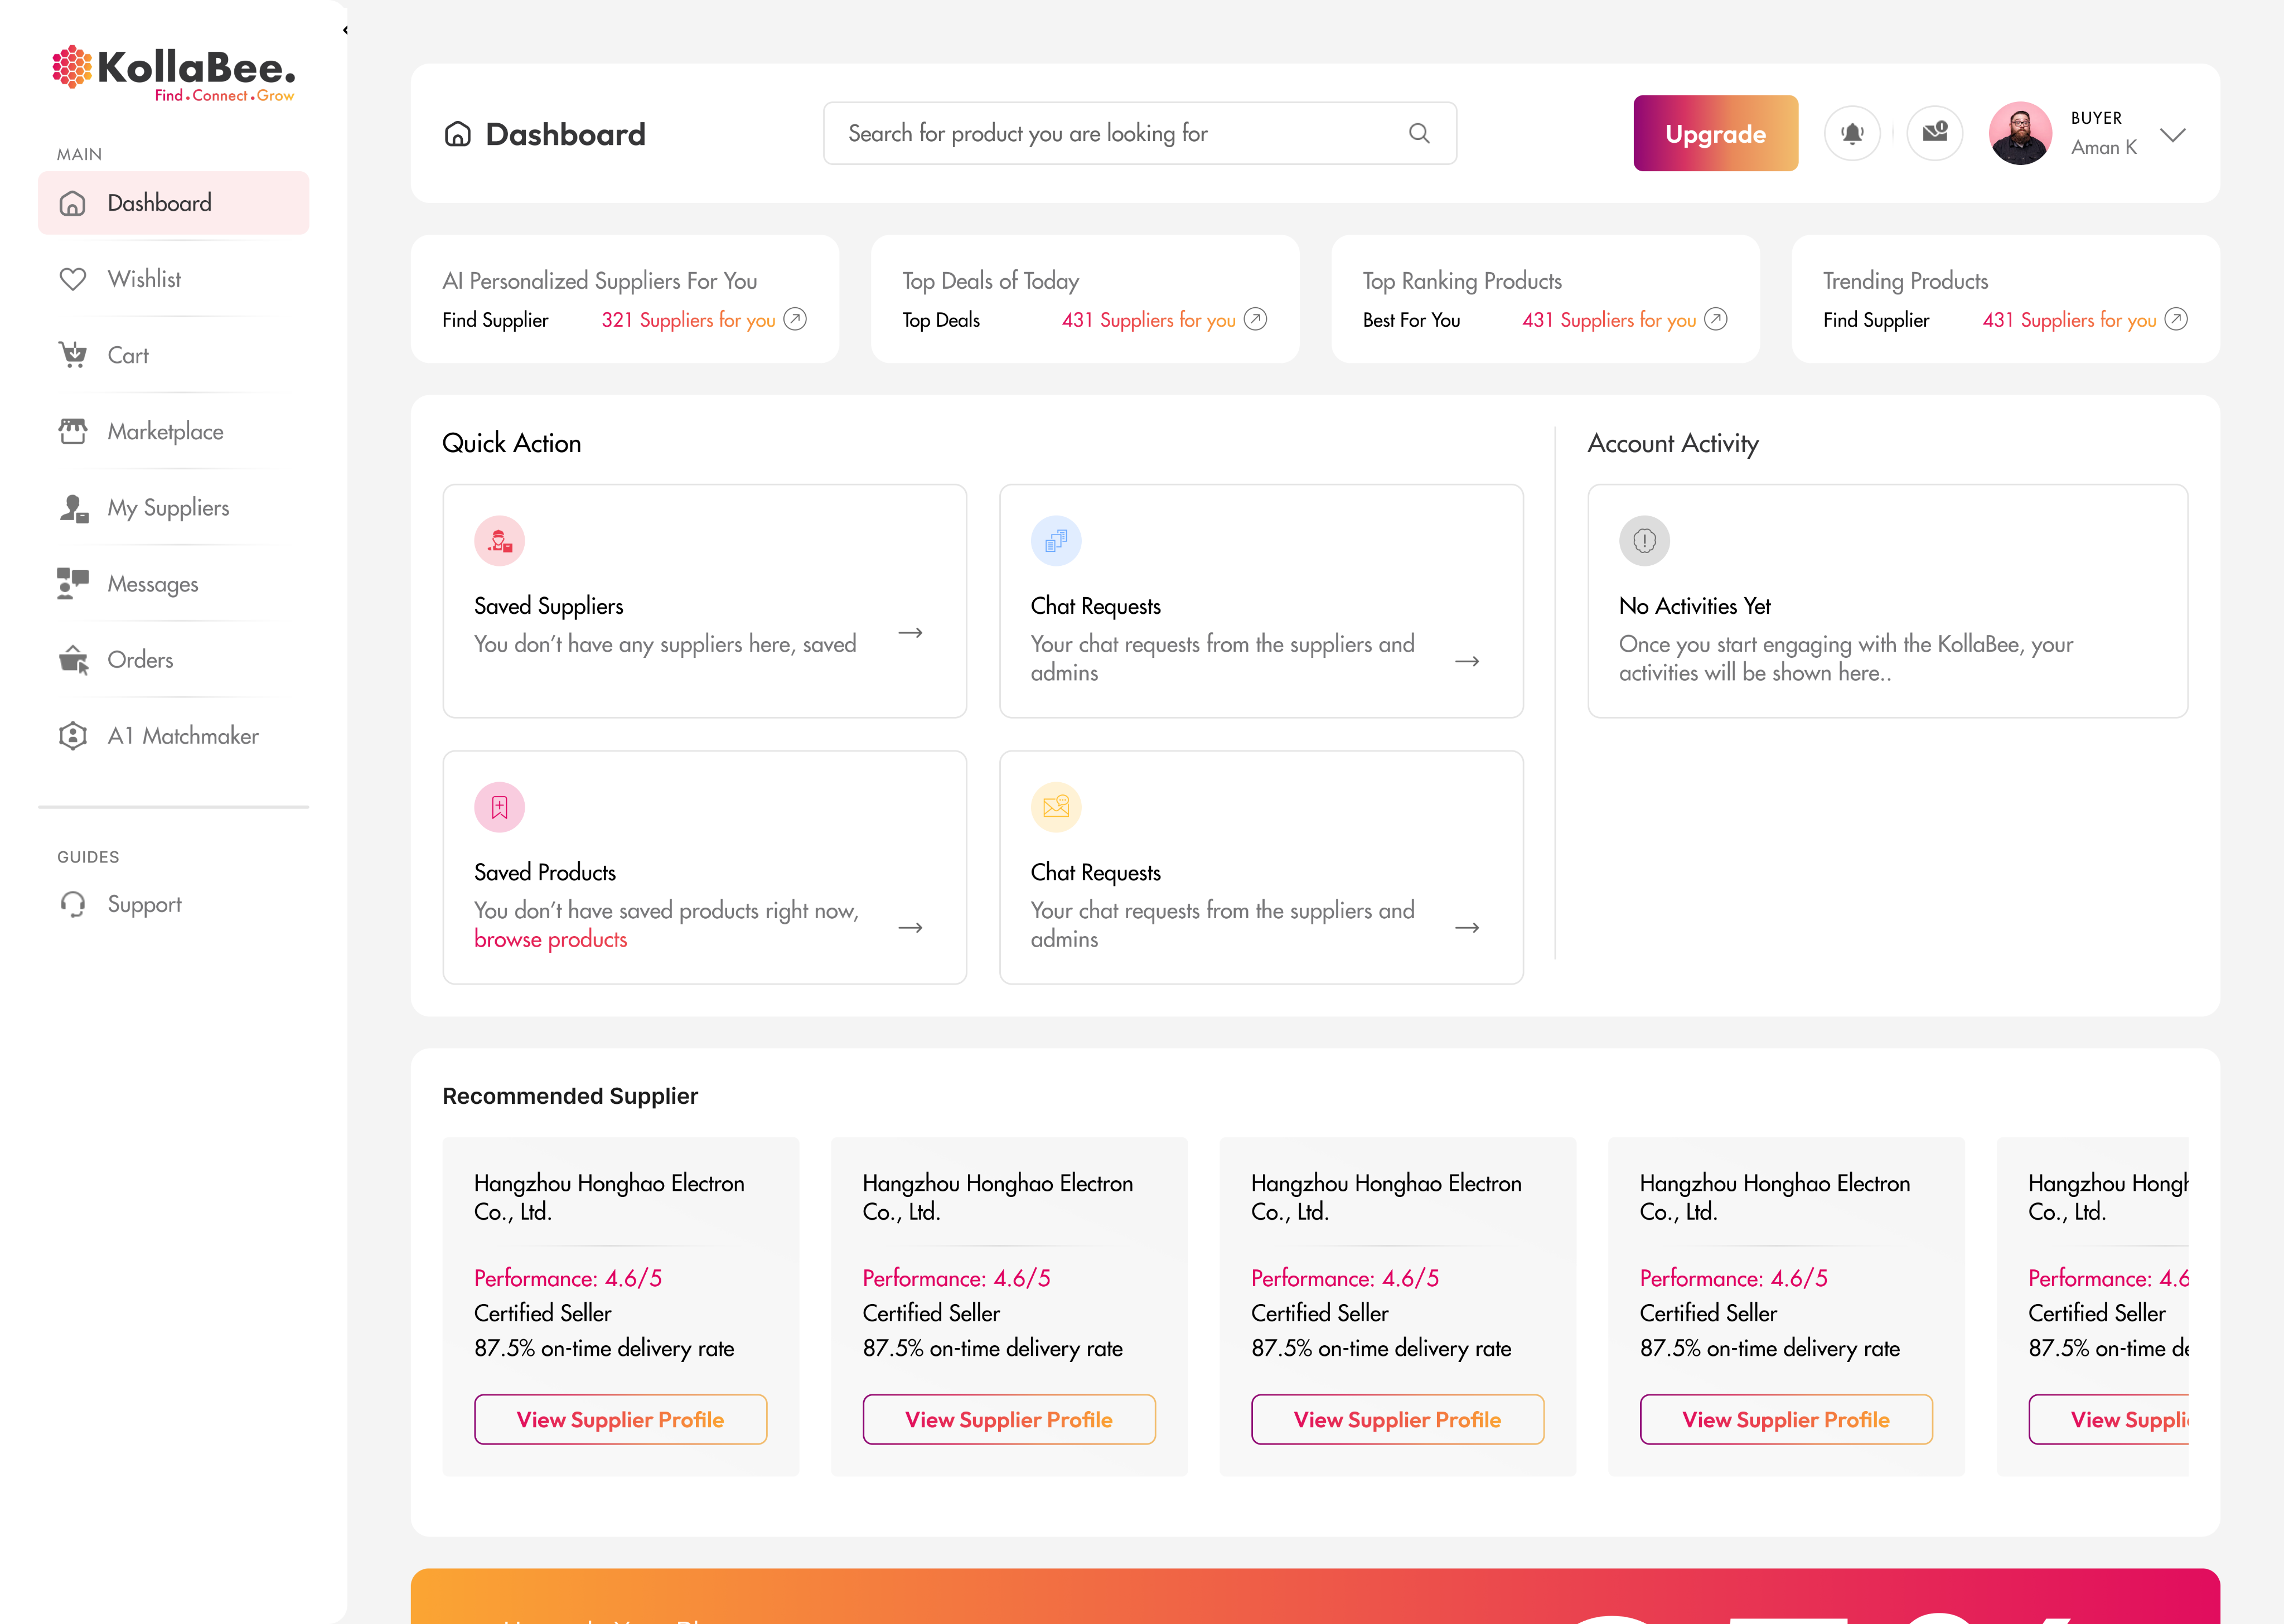 KollaBee.
Find • Connect • Grow
MAIN
Dashboard
Wishlist
Cart
Marketplace
My Suppliers
Messages
Orders
A1 Matchmaker
GUIDES
Support
Dashboard
Search for product you are looking for
Upgrade
BUYER
Aman K
AI Personalized Suppliers For You
Find Supplier
321 Suppliers for you
Top Deals of Today
Top Deals
431 Suppliers for you
Top Ranking Products
Best For You
431 Suppliers for you
Trending Products
Find Supplier
431 Suppliers for you
Quick Action
Saved Suppliers
You don’t have any suppliers here, saved
Chat Requests
Your chat requests from the suppliers and
admins
Saved Products
You don’t have saved products right now,
browse products
Chat Requests
Your chat requests from the suppliers and
admins
Account Activity
No Activities Yet
Once you start engaging with the KollaBee, your
activities will be shown here..
Recommended Supplier
Hangzhou Honghao Electron
Co., Ltd.
Performance: 4.6/5
Certified Seller
87.5% on-time delivery rate
View Supplier Profile
Hangzhou Honghao Electron
Co., Ltd.
Performance: 4.6/5
Certified Seller
87.5% on-time delivery rate
View Supplier Profile
Hangzhou Honghao Electron
Co., Ltd.
Performance: 4.6/5
Certified Seller
87.5% on-time delivery rate
View Supplier Profile
Hangzhou Honghao Electron
Co., Ltd.
Performance: 4.6/5
Certified Seller
87.5% on-time delivery rate
View Supplier Profile
Hangzhou Hongh
Co., Ltd.
Performance: 4.6
Certified Seller
87.5% on-time de
View Suppli